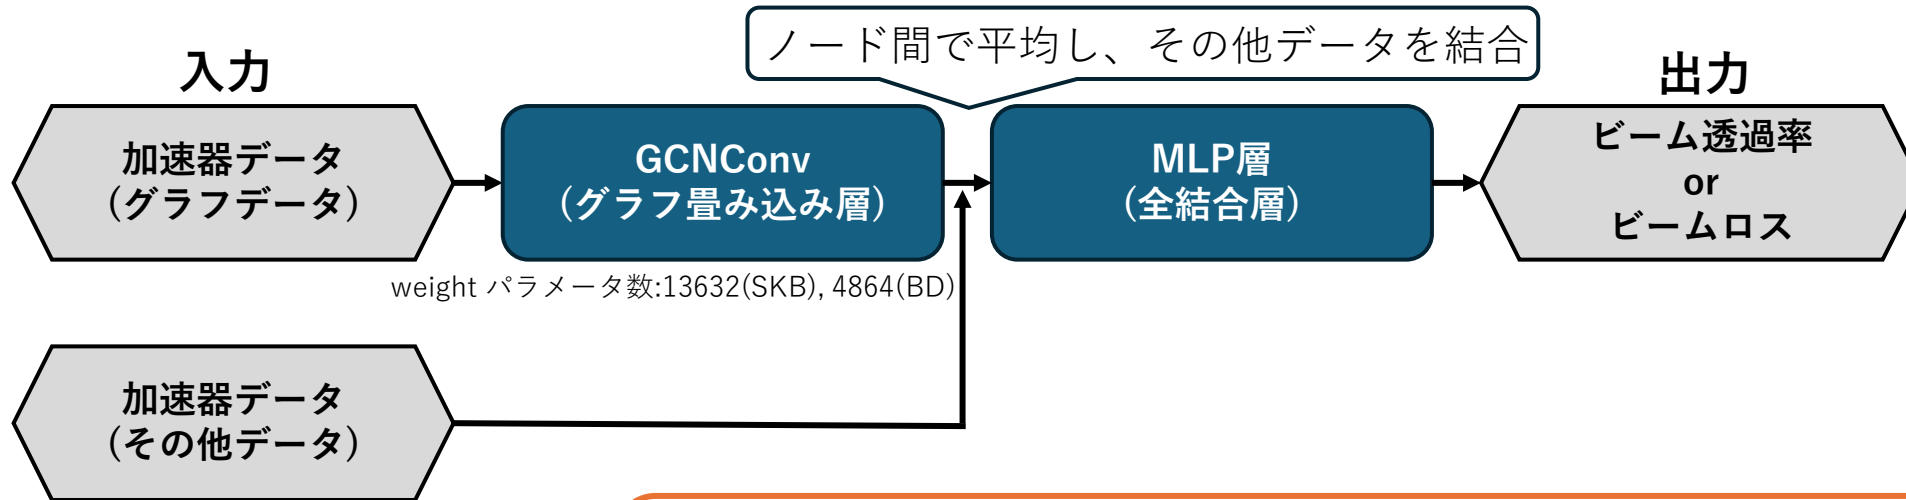 ノード間で平均し、その他データを結合
入力
出力
加速器データ
(グラフデータ)
GCNConv
(グラフ畳み込み層)
MLP層
(全結合層)
ビーム透過率
or
ビームロス
weight パラメータ数:13632(SKB), 4864(BD)
加速器データ
(その他データ)